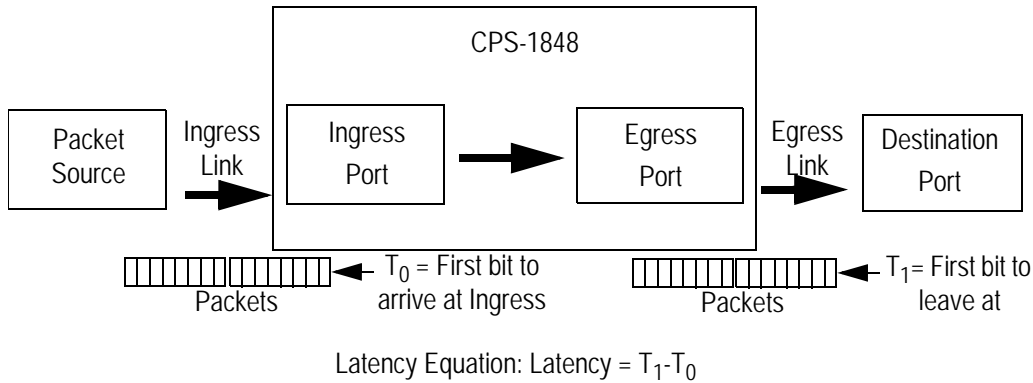 CPS-1848
Packet
Source
Ingress
Link
Ingress
Port
Egress
Port
Egress
Link
Destination
Port
Packets
T0 = First bit to
arrive at Ingress
Packets
T1= First bit to
leave at
Latency Equation: Latency = T1-T0